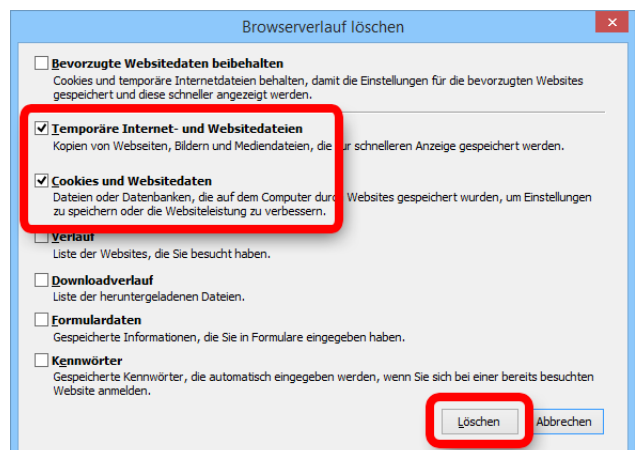 Browserverlauf löschen
Bevorzugte Websitedaten beibehalten
Cookies und temporäre Internetdateien behalten, damit die Einstellungen für die bevorzugten Websites
gespeichert und diese schneller angezeigt werden.
Temporäre Internet- und Websitedateien
Kopien von Webseiten, Bildern und Mediendateien, die schnelleren Anzeige gespeichert werden.
Cookies und Websitedaten
Dateien oder Datenbanken, die auf dem Computer Websites gespeichert wurden, um Einstellungen
zu speichern oder die Websiteleistung zu verbessern.
Verlauf
Liste der Websites, die Sie besucht haben.
Downloadverlauf
Liste der heruntergeladenen Dateien.
Formulardaten
Gespeicherte Informationen, die Sie in Formulare eingegeben haben.
Kennwörter
Gespeicherte Kennwörter, die automatisch eingegeben werden, wenn Sie sich bei einer bereits besuchten
Website anmelden.
Löschen Abbrechen